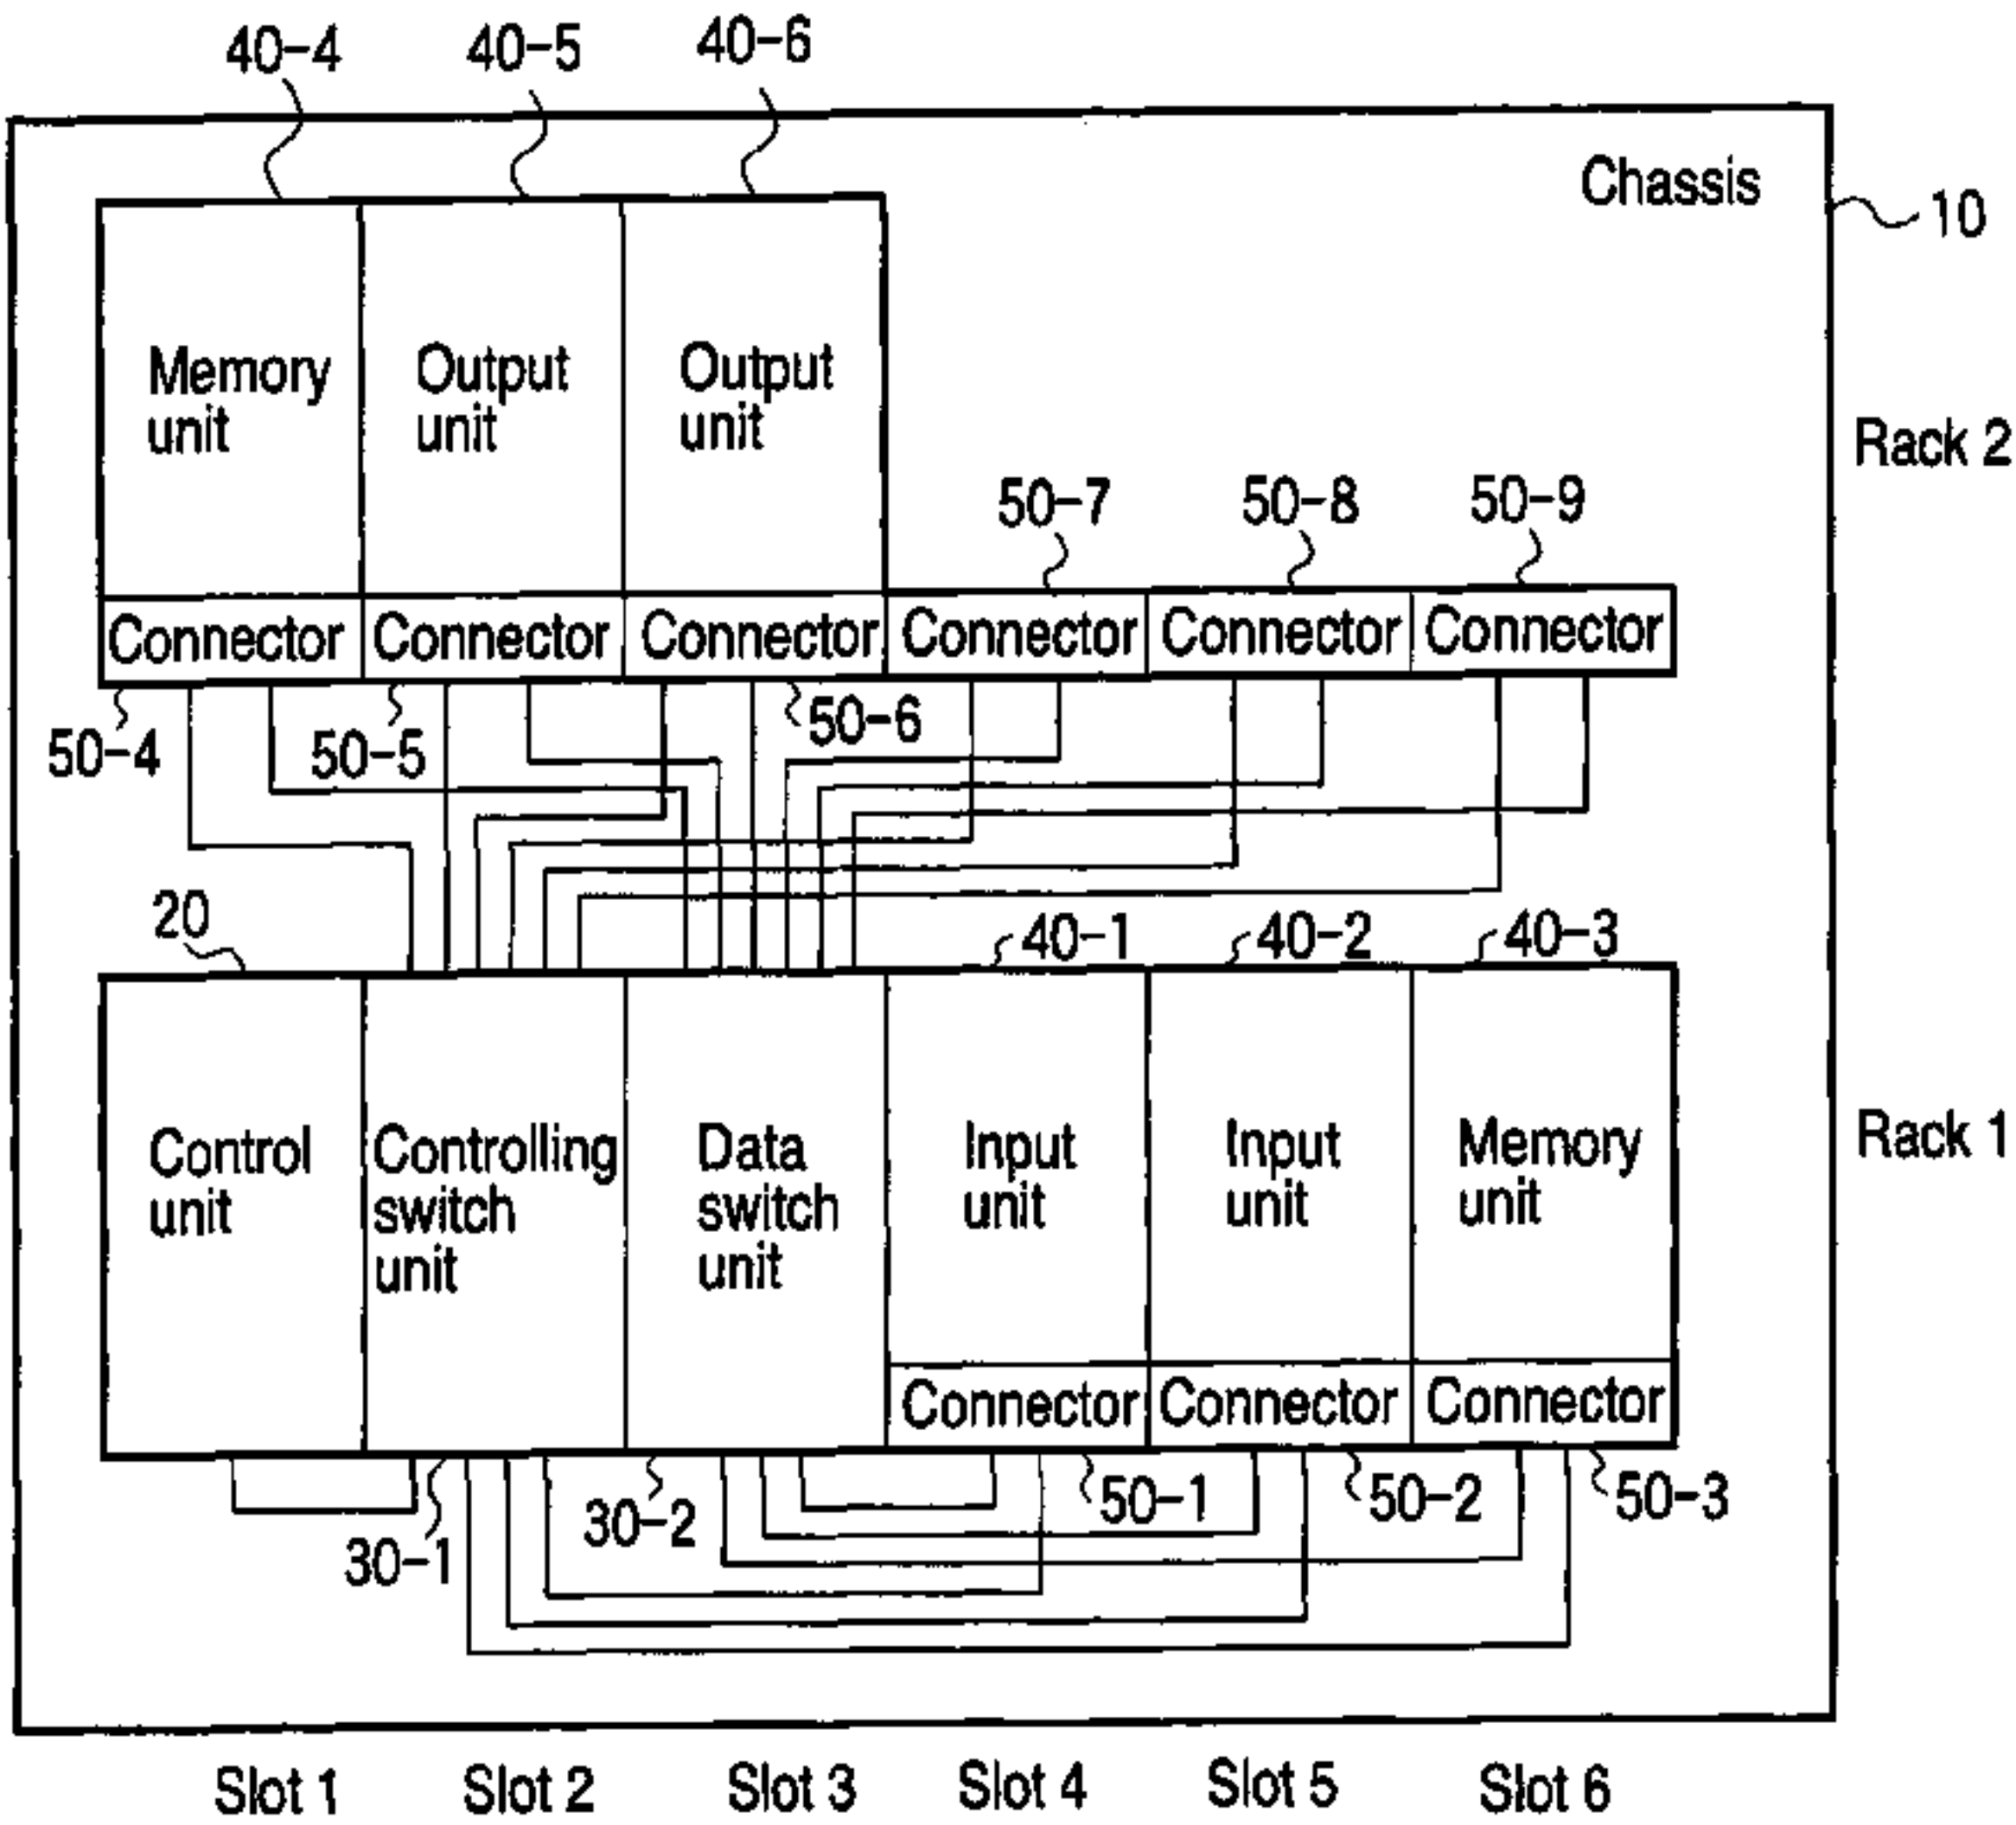 40-4 40-5 40-6
Chassis
10
Memory unit
Output unit
Output unit
Rack 2
50-7 50-8 50-9
Connector Connector Connector Connector Connector Connector
50-4 50-5 50-6
20 40-1 40-2 40-3
Control unit
Controlling switch unit
Data switch unit
Input unit
Input unit
Memory unit
Rack 1
Connector Connector Connector
30-1 30-2 50-1 50-2 50-3
Slot 1 Slot 2 Slot 3 Slot 4 Slot 5 Slot 6